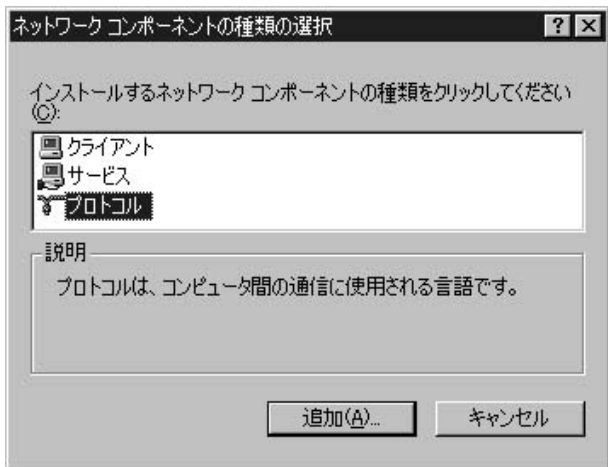 ネットワーク コンポーネントの種類の選択
インストールするネットワーク コンポーネントの種類をクリックしてください
(C):
クライアント
サービス
プロトコル
説明
プロトコルは、コンピュータ間の通信に使用される言語です。
追加(A)... キャンセル